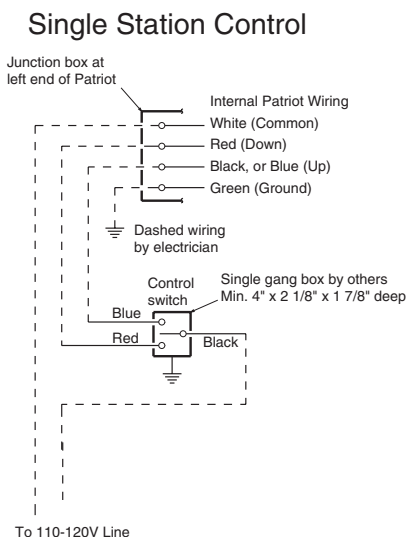 Single Station Control
Junction box at
left end of Patriot
Internal Patriot Wiring
White (Common)
Red (Down)
Black, or Blue (Up)
Green (Ground)
Dashed wiring
by electrician
Control
switch
Single gang box by others
Min. 4" x 2 1/8" x 1 7/8" deep
Blue
Red
Black
To 110-120V Line